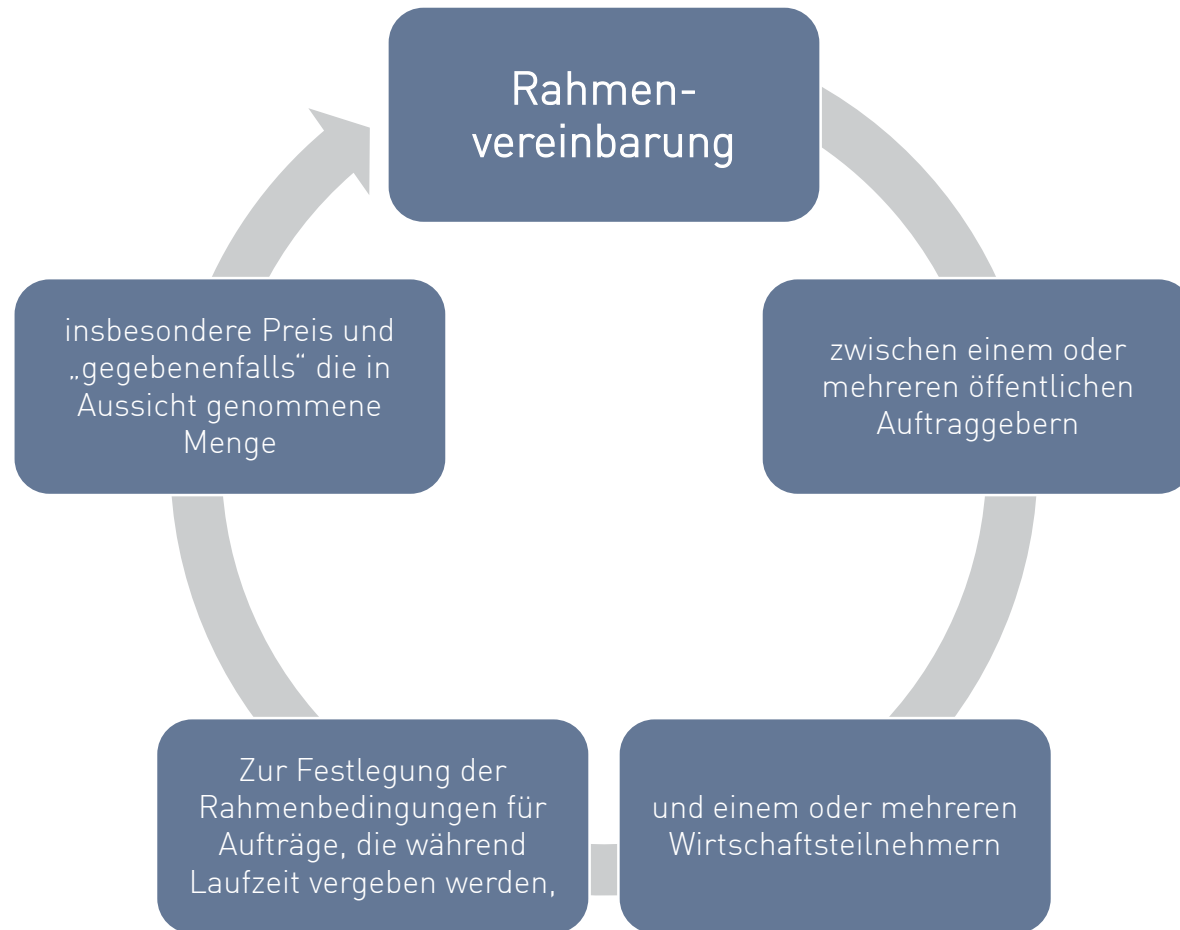 Rahmen-
vereinbarung
zwischen einem oder
mehreren öffentlichen
Auftraggebern
und einem oder mehreren
Wirtschaftsteilnehmern
Zur Festlegung der
Rahmenbedingungen für
Aufträge, die während
Laufzeit vergeben werden,
insbesondere Preis und
„gegebenenfalls“ die in
Aussicht genommene
Menge